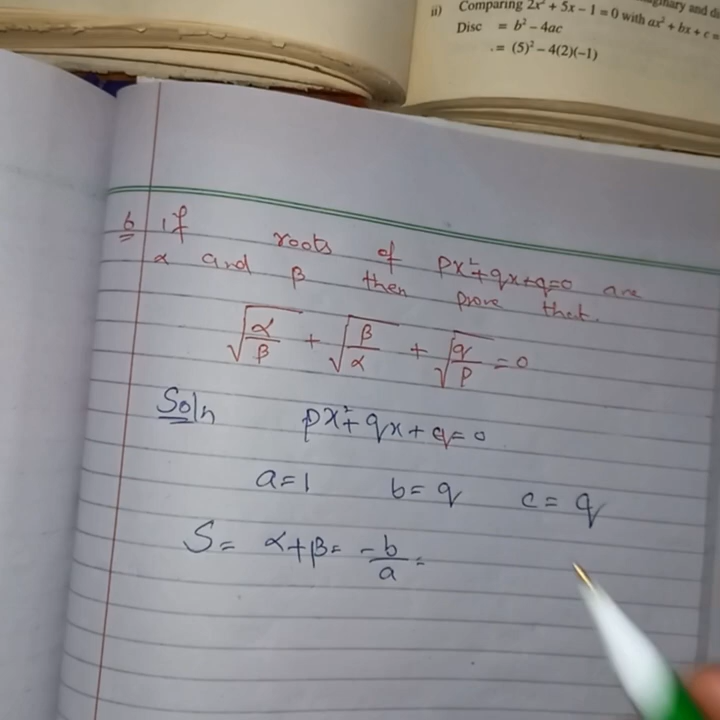 ii) Comparing 2x² + 5x − 1 = 0 with ax² + bx + c =
Disc = b² − 4ac
.= (5)² − 4(2)(−1)
6 If roots of px²+qx+q=0 are
α and β then prove that.
√(α/β) + √(β/α) + √(q/p) = 0
Soln px²+qx+q=0
a=1 b=q c=q
S= α+β= -b/a =